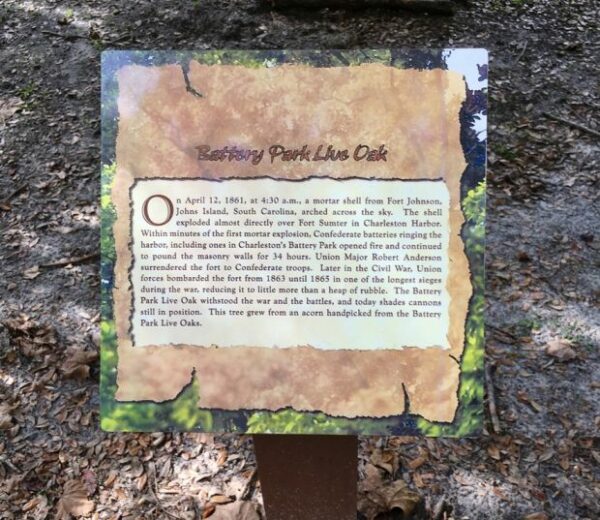 Battery Park Live Oak
On April 12, 1861, at 4:30 a.m., a mortar shell from Fort Johnson,
Johns Island, South Carolina, arched across the sky. The shell
exploded almost directly over Fort Sumter in Charleston Harbor.
Within minutes of the first mortar explosion, Confederate batteries ringing the
harbor, including ones in Charleston's Battery Park opened fire and continued
to pound the masonry walls for 34 hours. Union Major Robert Anderson
surrendered the fort to Confederate troops. Later in the Civil War, Union
forces bombarded the fort from 1863 until 1865 in one of the longest sieges
during the war, reducing it to little more than a heap of rubble. The Battery
Park Live Oak withstood the war and the battles, and today shades cannons
still in position. This tree grew from an acorn handpicked from the Battery
Park Live Oaks.